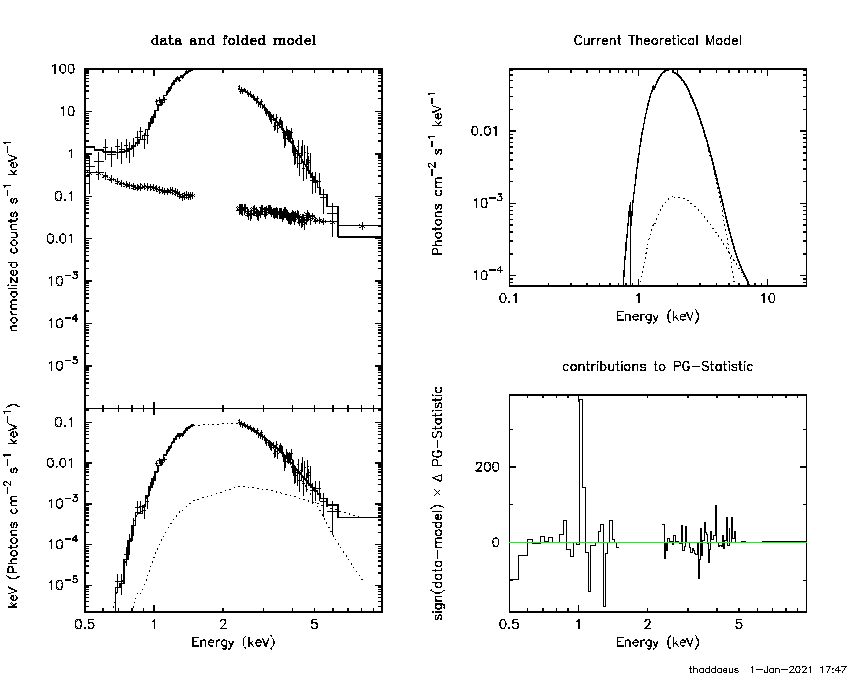 data and folded model
normalized counts s⁻¹ keV⁻¹
100
10
1
0.1
0.01
10⁻³
10⁻⁴
10⁻⁵
keV (Photons cm⁻² s⁻¹ keV⁻¹)
0.1
0.01
10⁻³
10⁻⁴
10⁻⁵
0.5 1 2 5
Energy (keV)
Current Theoretical Model
Photons cm⁻² s⁻¹ keV⁻¹
0.01
10⁻³
10⁻⁴
0.1 1 10
Energy (keV)
contributions to PG-Statistic
sign(data-model) × Δ PG-Statistic
200
0
0.5 1 2 5
Energy (keV)
thaddaeus 1-Jan-2021 17:47